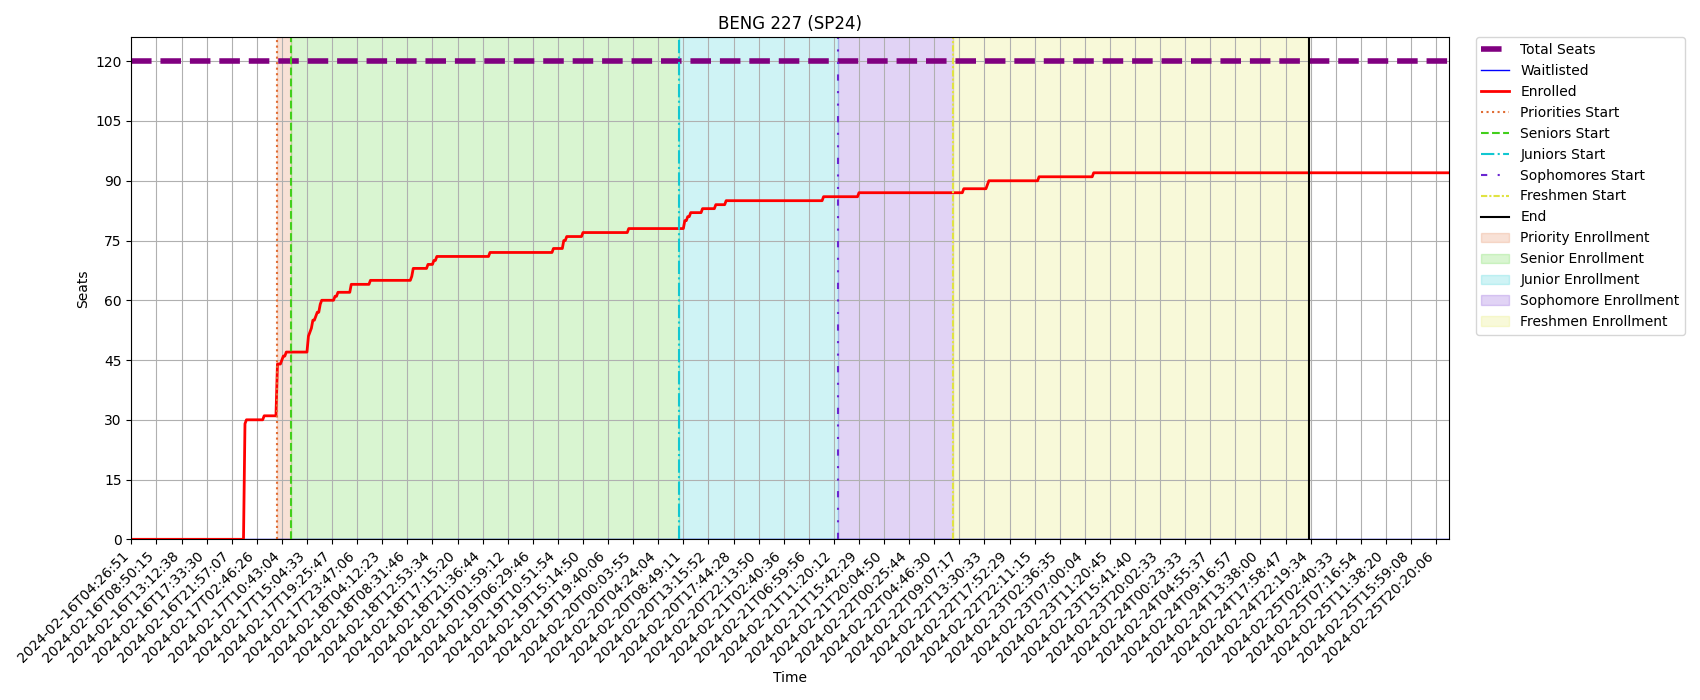 BENG 227 (SP24)
120
105
90
75
60
45
30
15
0
Seats
2024-02-16T04:26:51
2024-02-16T08:50:15
2024-02-16T13:12:38
2024-02-16T17:33:30
2024-02-16T21:57:07
2024-02-17T02:46:26
2024-02-17T10:43:04
2024-02-17T15:04:33
2024-02-17T19:25:47
2024-02-17T23:47:06
2024-02-18T04:12:23
2024-02-18T08:31:46
2024-02-18T12:53:34
2024-02-18T17:15:20
2024-02-18T21:36:44
2024-02-19T01:59:12
2024-02-19T06:29:46
2024-02-19T10:51:54
2024-02-19T15:14:50
2024-02-19T19:40:06
2024-02-20T00:03:55
2024-02-20T04:24:04
2024-02-20T08:49:11
2024-02-20T13:15:52
2024-02-20T17:44:28
2024-02-20T22:13:50
2024-02-21T02:40:36
2024-02-21T06:59:56
2024-02-21T11:20:12
2024-02-21T15:42:29
2024-02-21T20:04:50
2024-02-22T00:25:44
2024-02-22T04:46:30
2024-02-22T09:07:17
2024-02-22T13:30:33
2024-02-22T17:52:29
2024-02-22T22:11:15
2024-02-23T02:36:35
2024-02-23T07:00:04
2024-02-23T11:20:45
2024-02-23T15:41:40
2024-02-23T20:02:33
2024-02-24T00:23:33
2024-02-24T04:55:37
2024-02-24T09:16:57
2024-02-24T13:38:00
2024-02-24T17:58:47
2024-02-24T22:19:34
2024-02-25T02:40:33
2024-02-25T07:16:54
2024-02-25T11:38:20
2024-02-25T15:59:08
2024-02-25T20:20:06
Time
Total Seats
Waitlisted
Enrolled
Priorities Start
Seniors Start
Juniors Start
Sophomores Start
Freshmen Start
End
Priority Enrollment
Senior Enrollment
Junior Enrollment
Sophomore Enrollment
Freshmen Enrollment